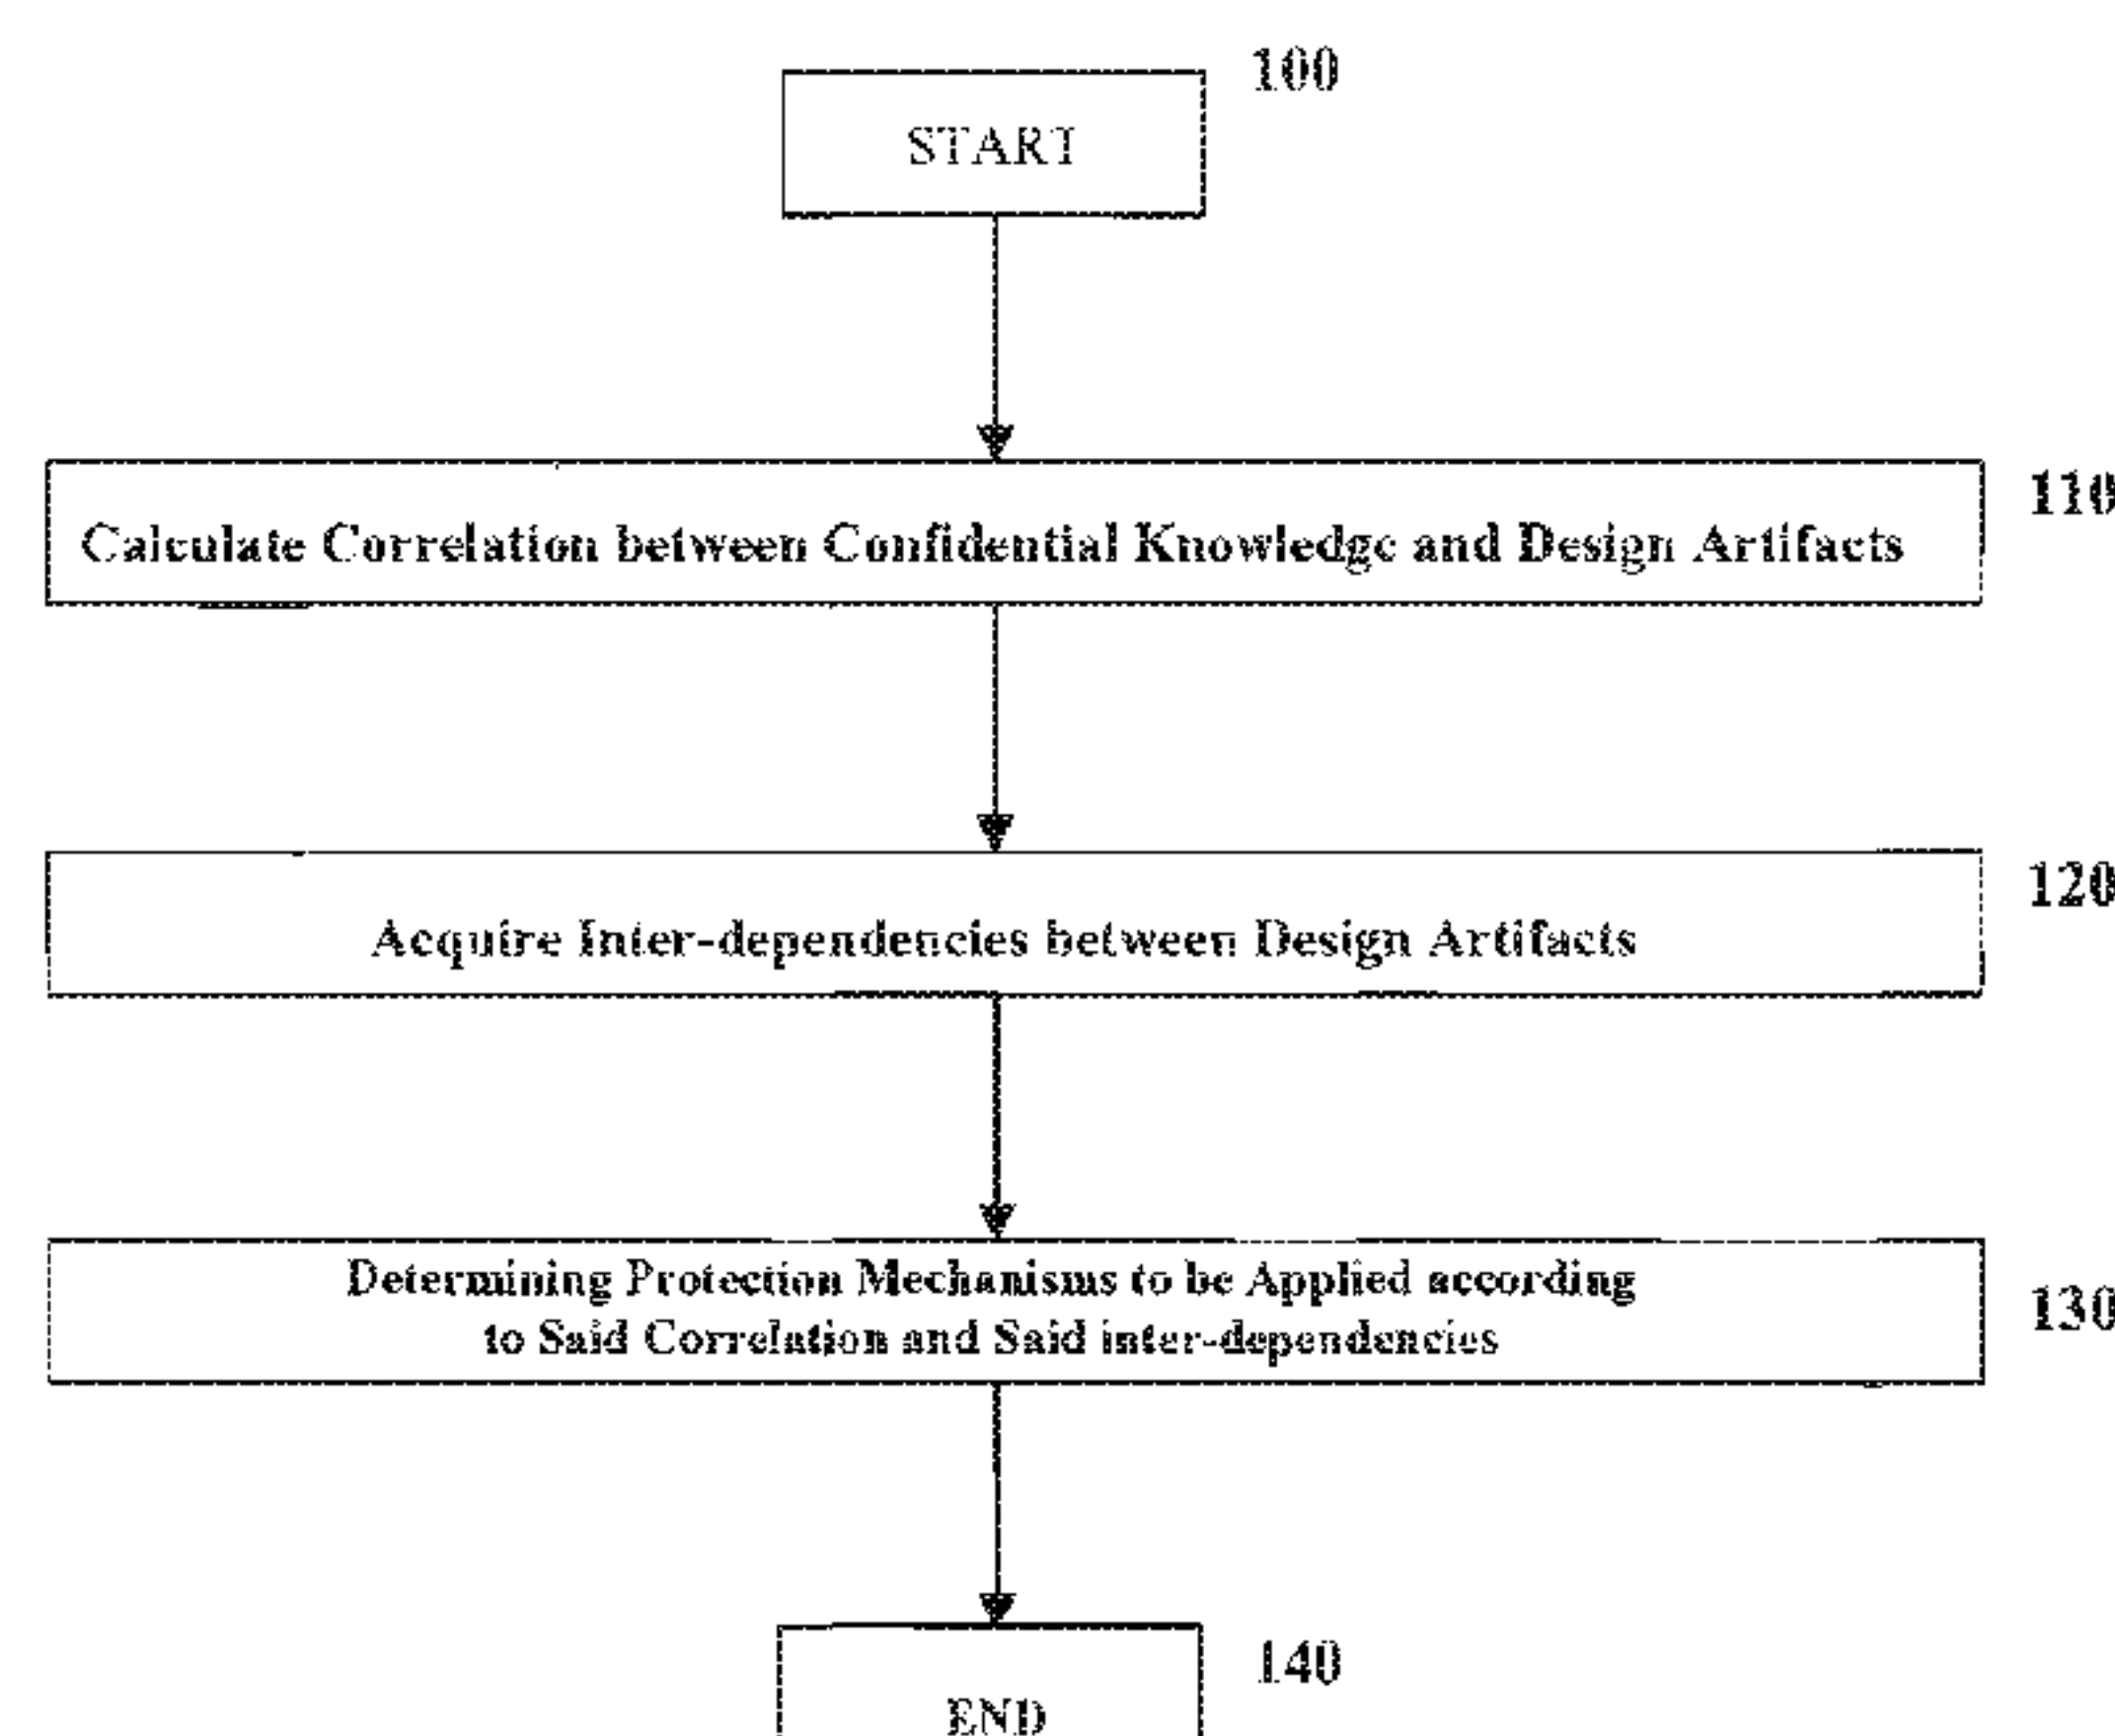 100
START
110
Calculate Correlation between Confidential Knowledge and Design Artifacts
120
Acquire Inter-dependencies between Design Artifacts
Determining Protection Mechanisms to be Applied according
130
to Said Correlation and Said inter-dependencies
140
END